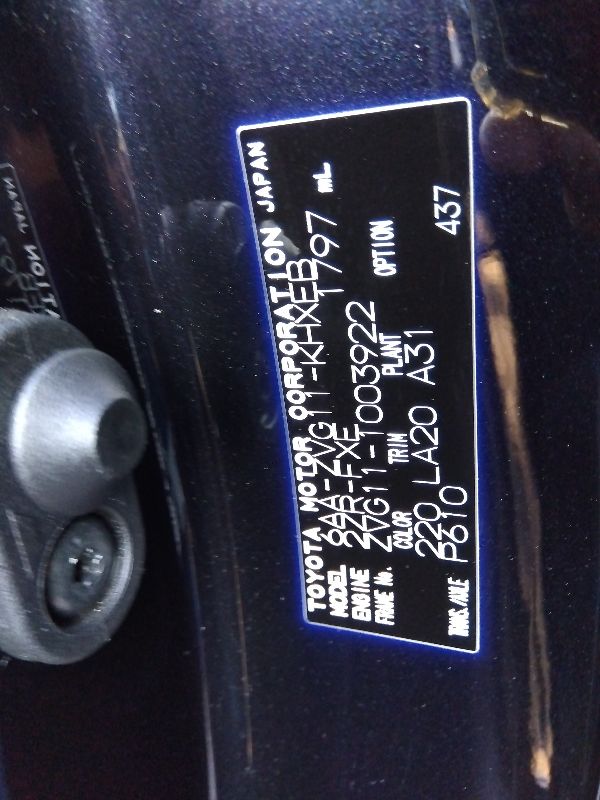 TOYOTA MOTOR CORPORATION JAPAN
MODEL 6AA-ZVG11-KHXEB
ENGINE 2ZR-FXE 1797 mL
FRAME No. ZVG11-1003922
COLOR TRIM PLANT OPTION
220 LA20 A31
TRANS./AXLE P610 437